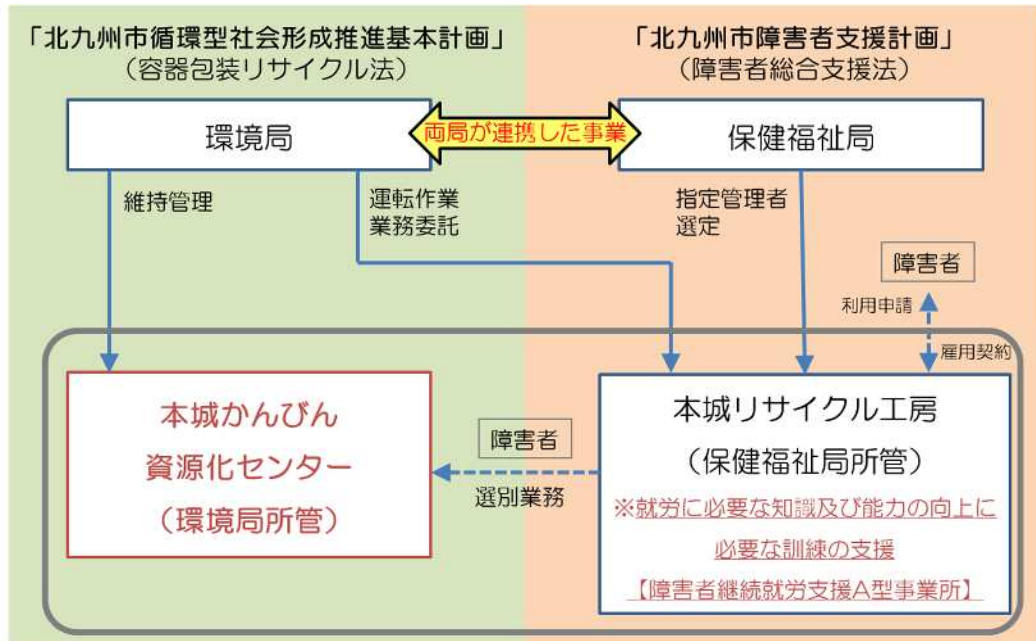 「北九州市循環型社会形成推進基本計画」
（容器包装リサイクル法）
「北九州市障害者支援計画」
（障害者総合支援法）
環境局
両局が連携した事業
保健福祉局
維持管理
運転作業
業務委託
指定管理者
選定
障害者
利用申請
雇用契約
本城かんびん
資源化センター
（環境局所管）
障害者
選別業務
本城リサイクル工房
（保健福祉局所管）
※就労に必要な知識及び能力の向上に
必要な訓練の支援
【障害者継続就労支援A型事業所】